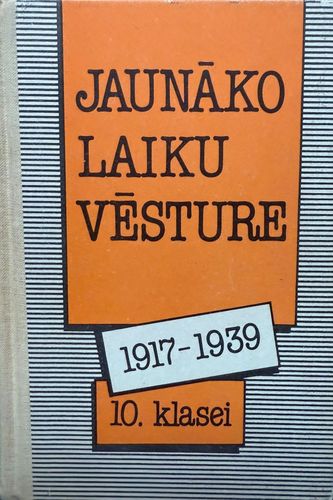 JAUNĀKO
LAIKU
VĒSTURE
1917-1939
10. klasei